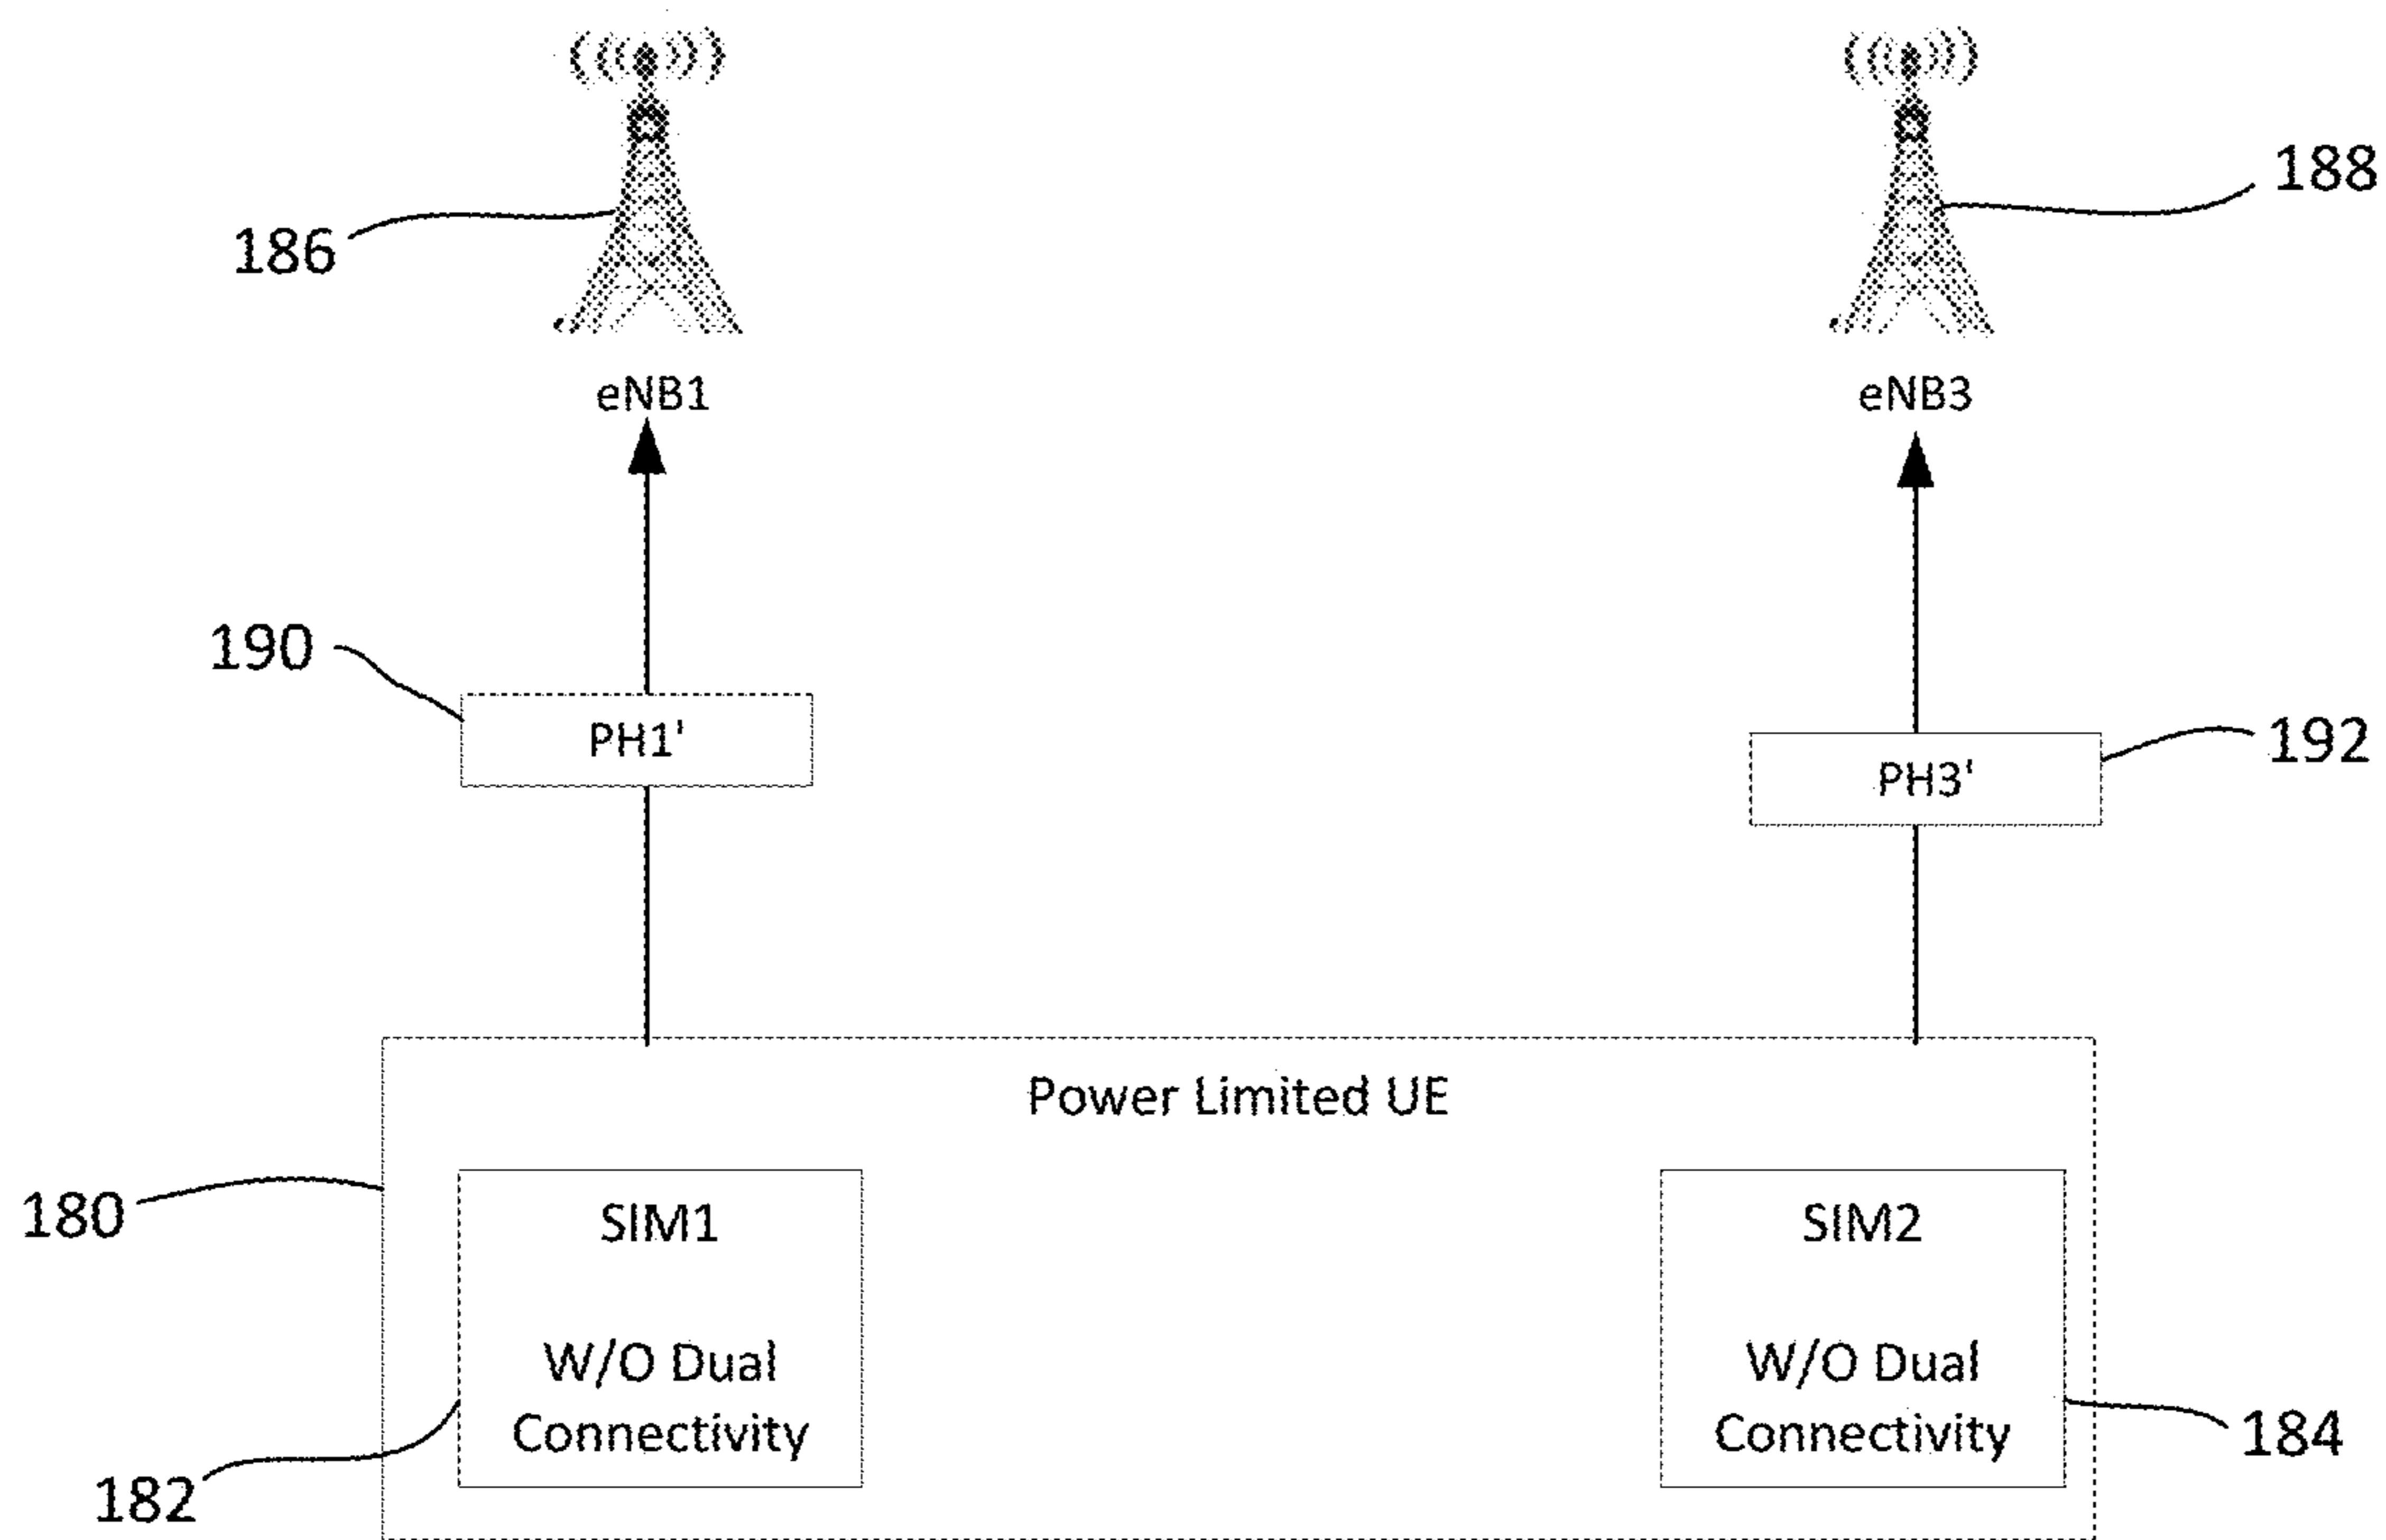 188
186
eNB1
eNB3
190
PH1'
192
PH3'
Power Limited UE
180
SIM1
SIM2
W/O Dual
Connectivity
W/O Dual
Connectivity
184
182